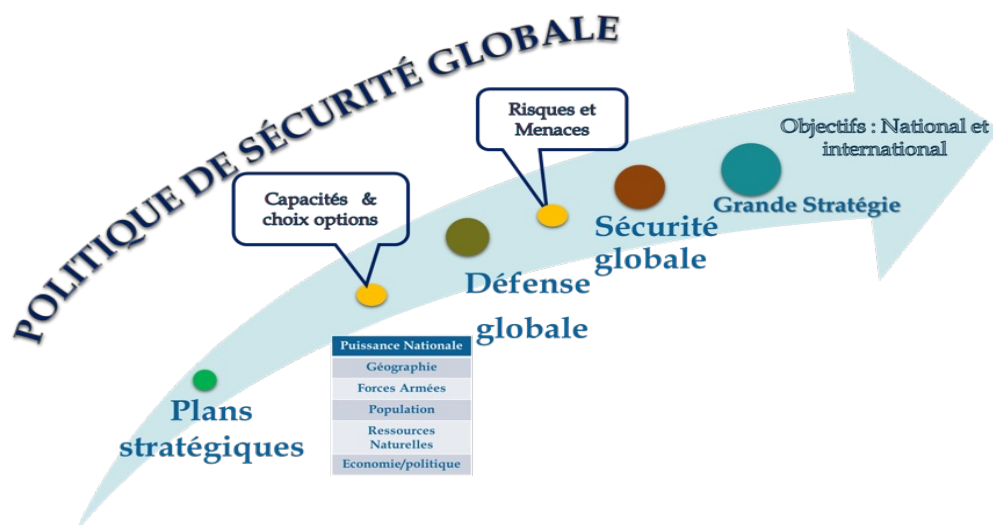 POLITIQUE DE SÉCURITÉ GLOBALE
Risques et
Menaces
Objectifs : National et
international
Capacités &
choix options
Grande Stratégie
Sécurité
globale
Défense
globale
Puissance Nationale
Géographie
Forces Armées
Population
Ressources
Naturelles
Economie/politique
Plans
stratégiques